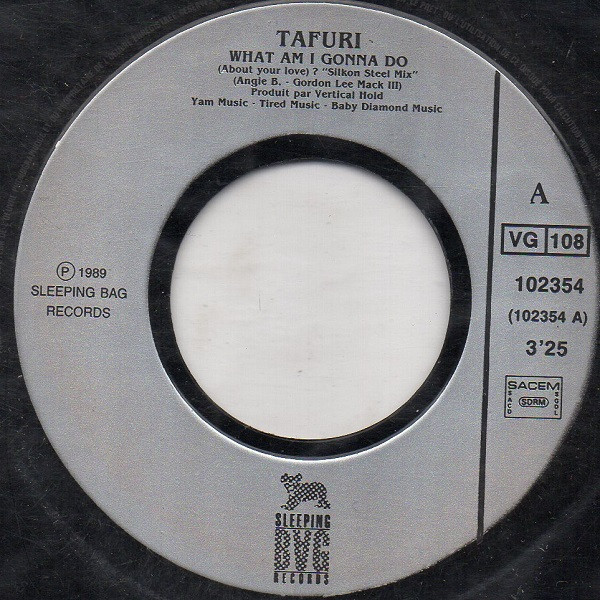 TAFURI
WHAT AM I GONNA DO
(About your love) ? "Silkon Steel Mix"
(Angie B. - Gordon Lee Mack III)
Produit par Vertical Hold
Yam Music - Tired Music - Baby Diamond Music
A
VG 108
102354
(102354 A)
3'25
SACEM
SACD SDRM SGDL
℗ 1989
SLEEPING BAG
RECORDS
SLEEPING
BAG
RECORDS